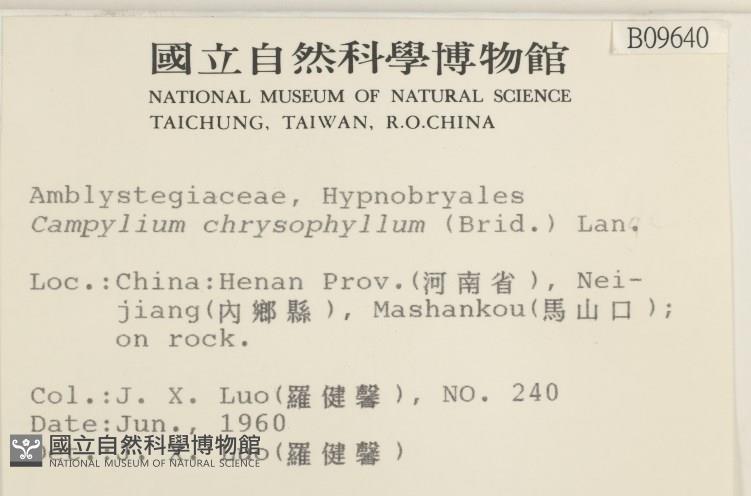 B09640
國立自然科學博物館
NATIONAL MUSEUM OF NATURAL SCIENCE
TAICHUNG, TAIWAN, R.O.CHINA
Amblystegiaceae, Hypnobryales
Campylium chrysophyllum (Brid.) Lan.
Loc.:China:Henan Prov.(河南省), Nei-
jiang(內鄉縣), Mashankou(馬山口);
on rock.
Col.:J. X. Luo(羅健馨), NO. 240
Date:Jun., 1960
國立自然科學博物館
NATIONAL MUSEUM OF NATURAL SCIENCE
J. X. Luo(羅健馨)